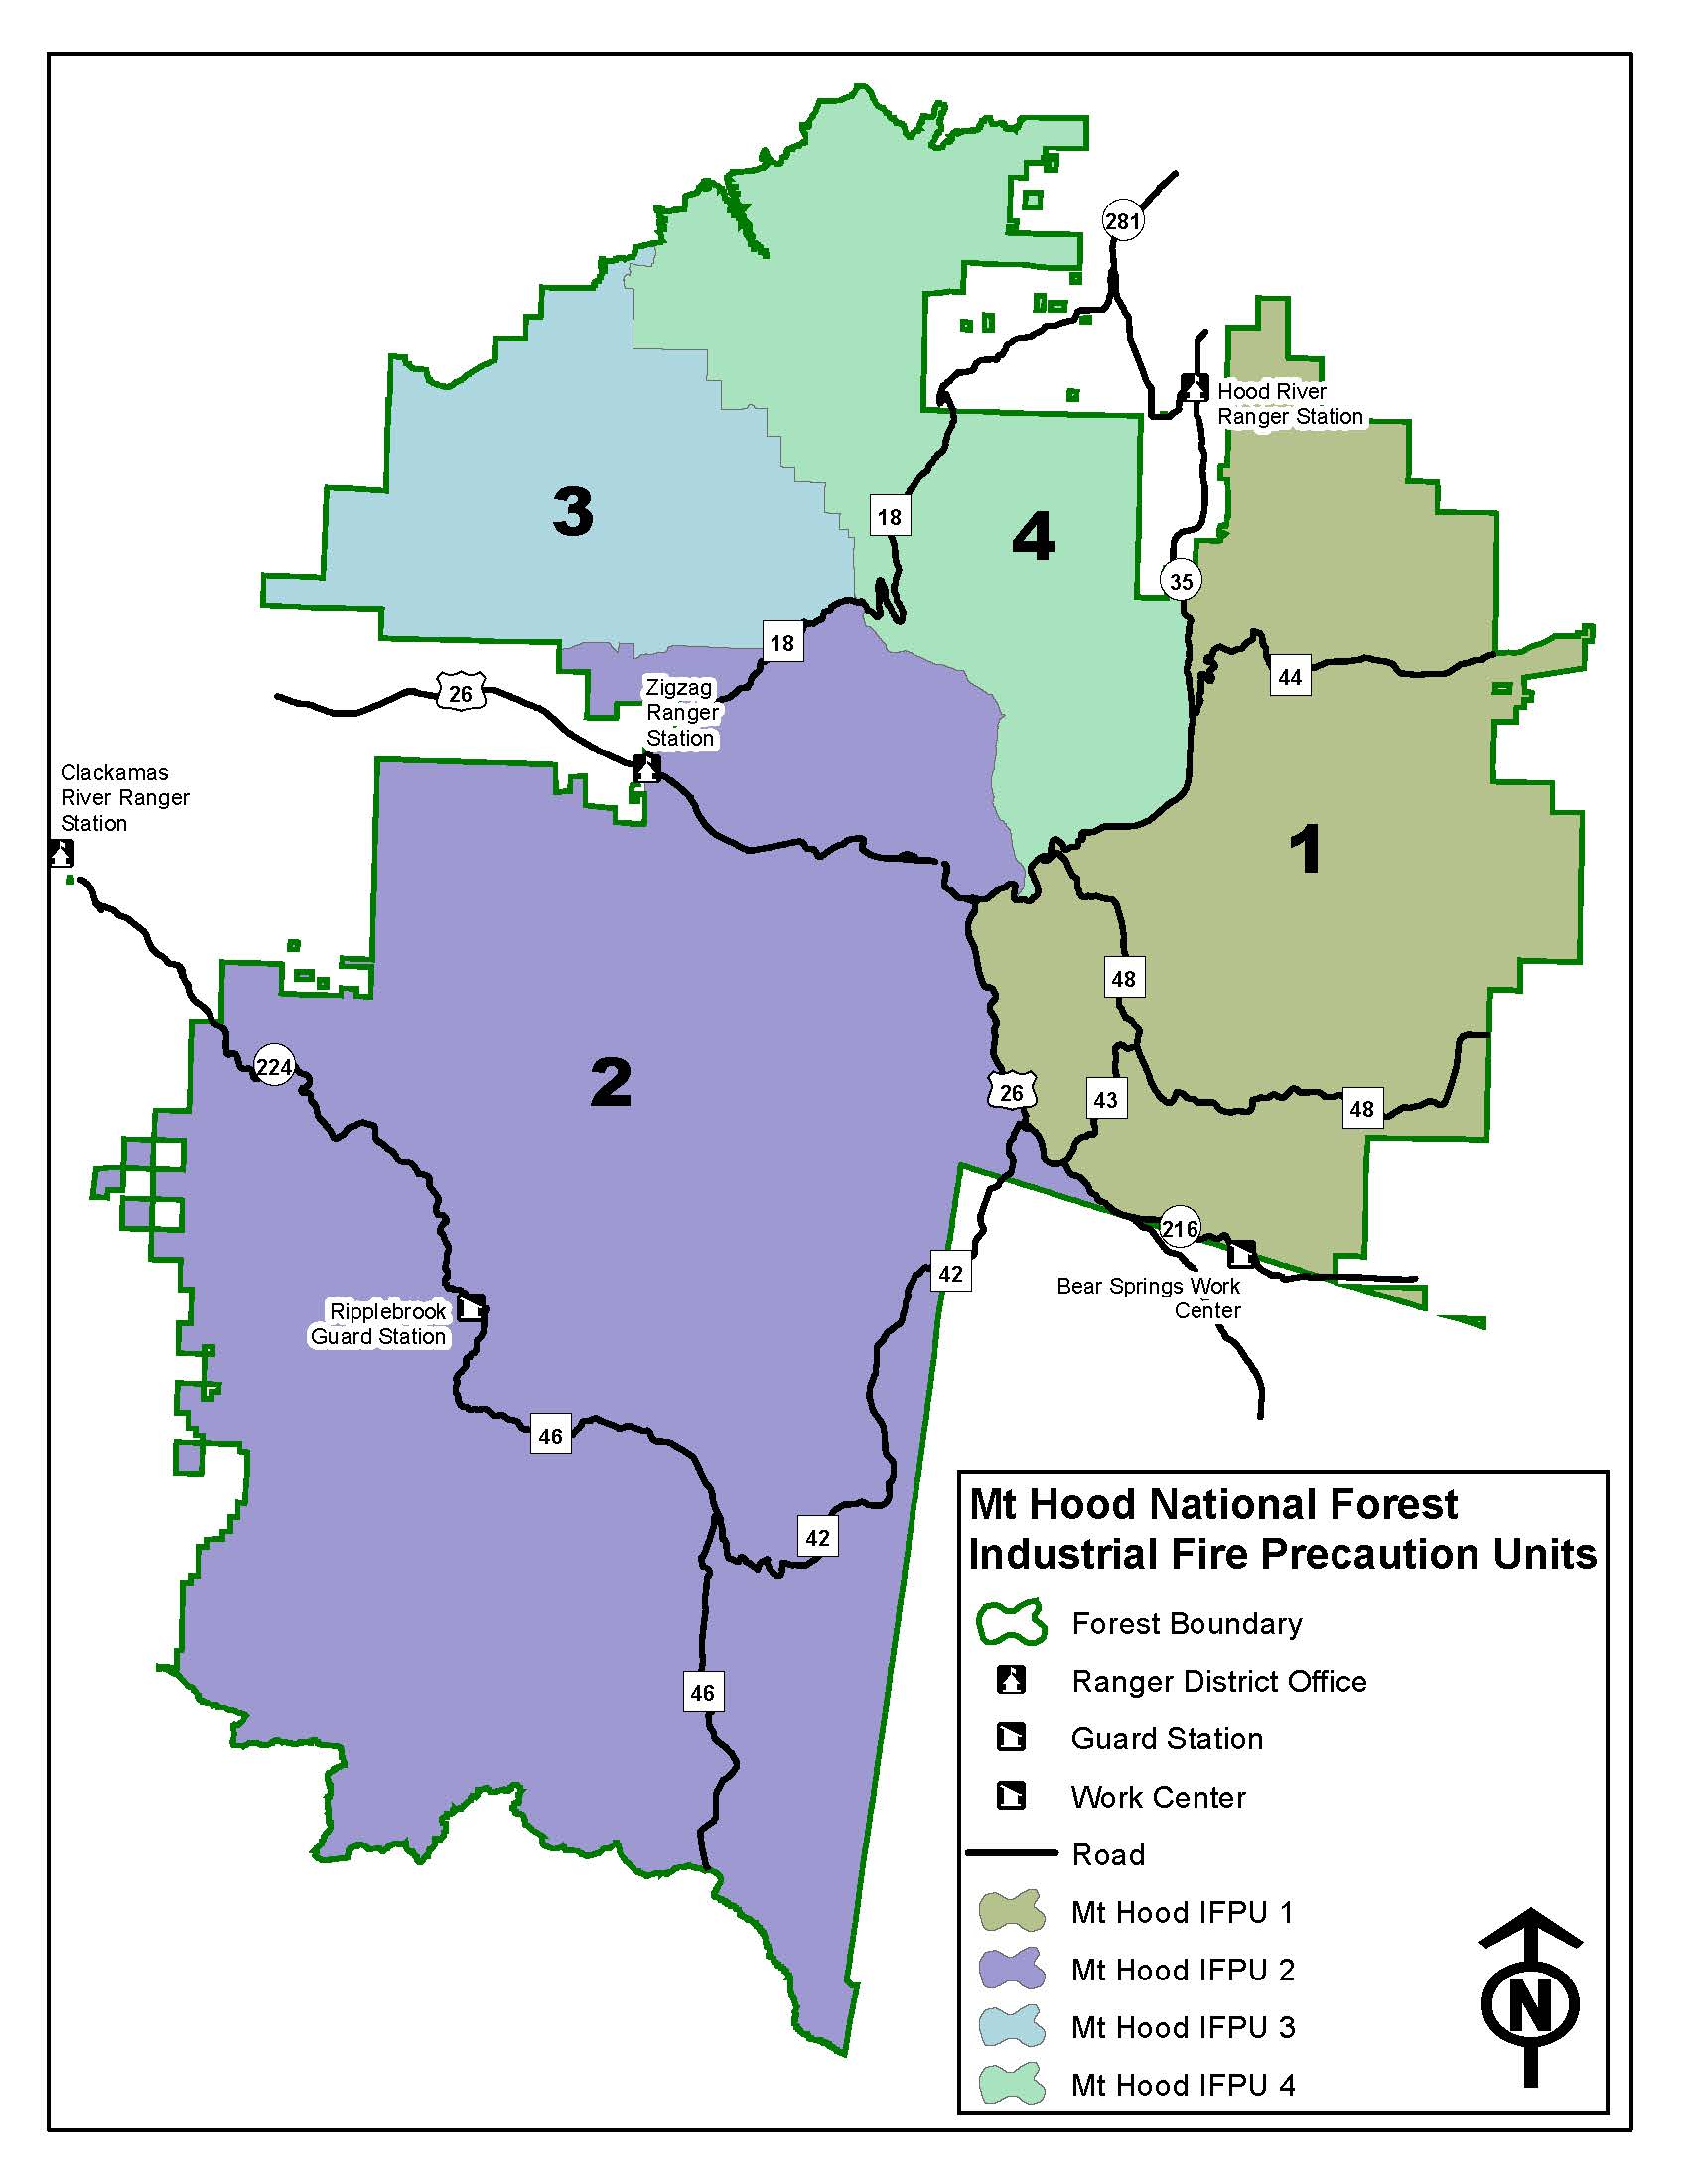 281
Hood River
Ranger Station
3
4
18
35
18
44
26
Zigzag
Ranger
Station
Clackamas
River Ranger
Station
1
48
224
2
26
43
48
216
42
Bear Springs Work
Center
Ripplebrook
Guard Station
46
42
46
Mt Hood National Forest
Industrial Fire Precaution Units
Forest Boundary
Ranger District Office
Guard Station
Work Center
Road
Mt Hood IFPU 1
Mt Hood IFPU 2
Mt Hood IFPU 3
Mt Hood IFPU 4
N